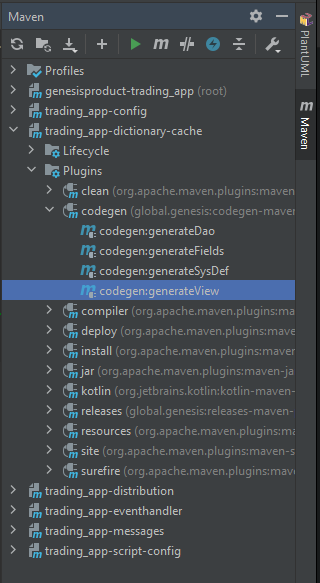 Maven
Profiles
genesisproduct-trading_app (root)
trading_app-config
trading_app-dictionary-cache
Lifecycle
Plugins
clean (org.apache.maven.plugins:maven
codegen (global.genesis:codegen-maven
codegen:generateDao
codegen:generateFields
codegen:generateSysDef
codegen:generateView
compiler (org.apache.maven.plugins:mav
deploy (org.apache.maven.plugins:maven
install (org.apache.maven.plugins:maven-
jar (org.apache.maven.plugins:maven-ja
kotlin (org.jetbrains.kotlin:kotlin-maven-
releases (global.genesis:releases-maven-
resources (org.apache.maven.plugins:ma
site (org.apache.maven.plugins:maven-s
surefire (org.apache.maven.plugins:mave
trading_app-distribution
trading_app-eventhandler
trading_app-messages
trading_app-script-config
PlantUML
m Maven